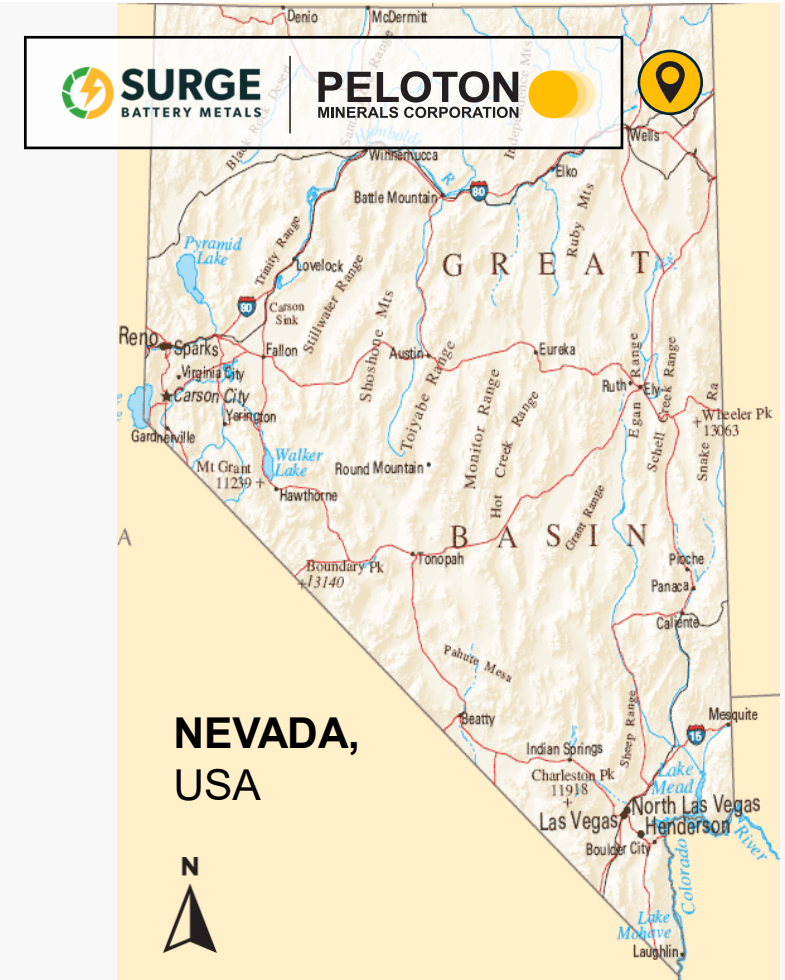 Denio
McDermitt
SURGE
BATTERY METALS
PELOTON
MINERALS CORPORATION
Humboldt
R
Winnemucca
Wells
Elko
Battle Mountain
80
Ruby Mts
Pyramid
Lake
Trinity Range
Lovelock
GREAT
80
Carson
Sink
Stillwater Range
Shoshone Mts
Reno
Sparks
Fallon
Austin
Eureka
Virginia City
Carson City
Toiyabe Range
Monitor Range
Hot Creek Range
Ruth
Ely
Egan Range
Schell Creek Range
Snake Ra
Wheeler Pk
13063
Yerington
Gardnerville
Walker
Lake
Mt Grant
11239
Round Mountain
Hawthorne
Grant Range
A
BASIN
Tonopah
Boundary Pk
13140
Pioche
Panaca
Caliente
Pahute Mesa
Sheep Range
NEVADA,
USA
Beatty
Mesquite
15
Indian Springs
Charleston Pk
11918
Lake
Mead
North Las Vegas
Las Vegas
Henderson
Boulder City
River
Colorado
N
Lake
Mohave
Laughlin